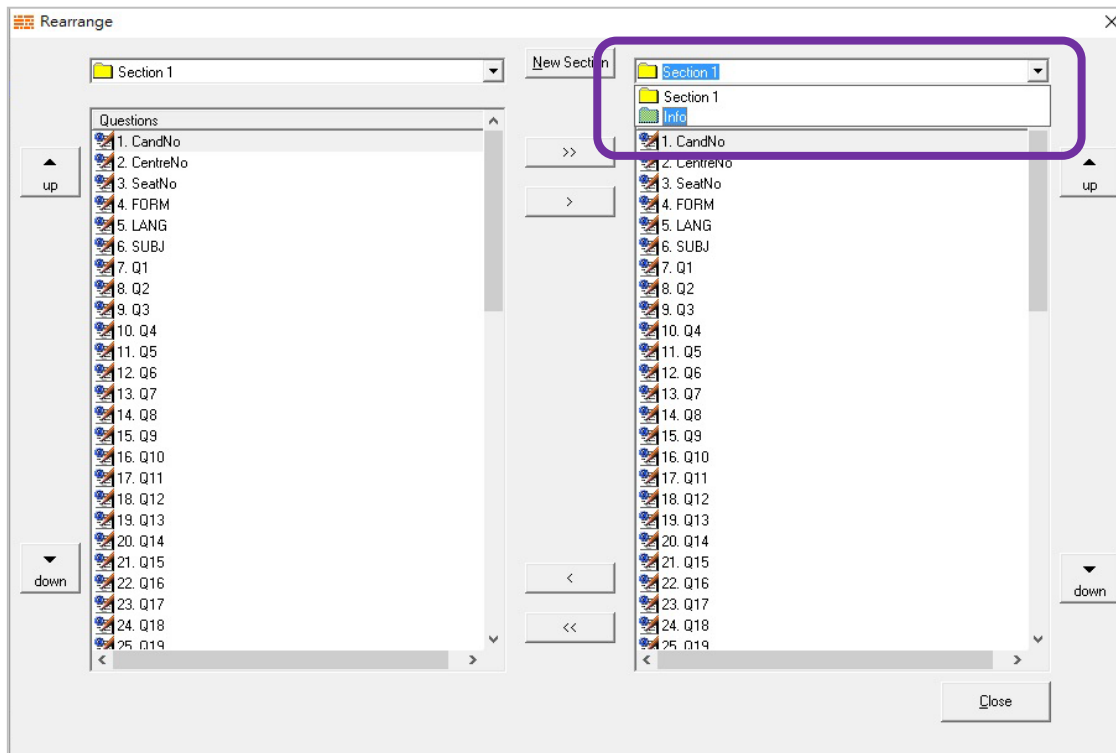 Rearrange
Section 1
New Section
Section 1
Section 1
Info
Questions
1. CandNo
2. CentreNo
3. SeatNo
4. FORM
5. LANG
6. SUBJ
7. Q1
8. Q2
9. Q3
10. Q4
11. Q5
12. Q6
13. Q7
14. Q8
15. Q9
16. Q10
17. Q11
18. Q12
19. Q13
20. Q14
21. Q15
22. Q16
23. Q17
24. Q18
25. Q19
up
down
>>
>
<
<<
1. CandNo
2. CentreNo
3. SeatNo
4. FORM
5. LANG
6. SUBJ
7. Q1
8. Q2
9. Q3
10. Q4
11. Q5
12. Q6
13. Q7
14. Q8
15. Q9
16. Q10
17. Q11
18. Q12
19. Q13
20. Q14
21. Q15
22. Q16
23. Q17
24. Q18
25. Q19
up
down
Close